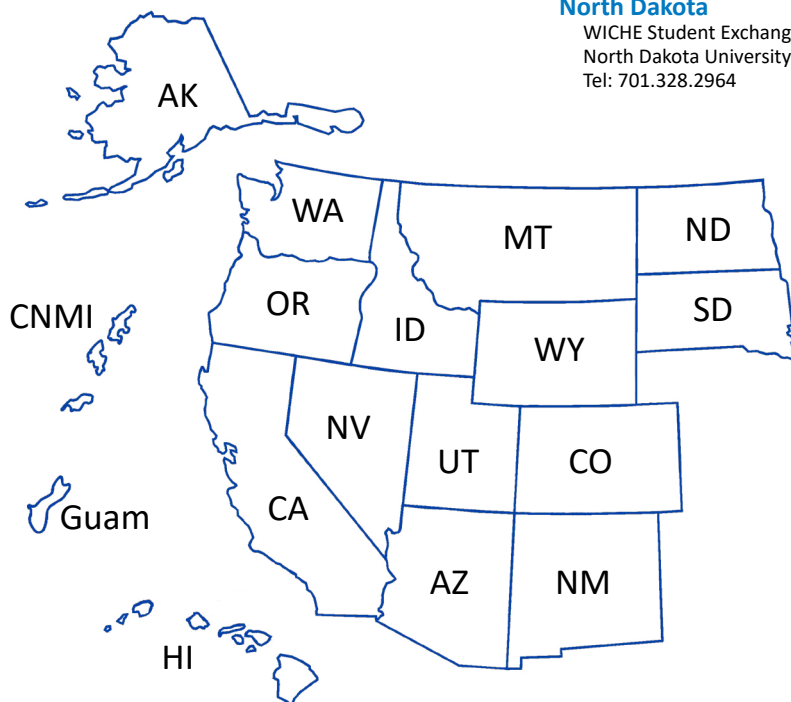 North Dakota
WICHE Student Exchang
North Dakota University
Tel: 701.328.2964
AK
WA
MT
ND
OR
ID
SD
CNMI
WY
NV
UT
CO
CA
Guam
AZ
NM
HI